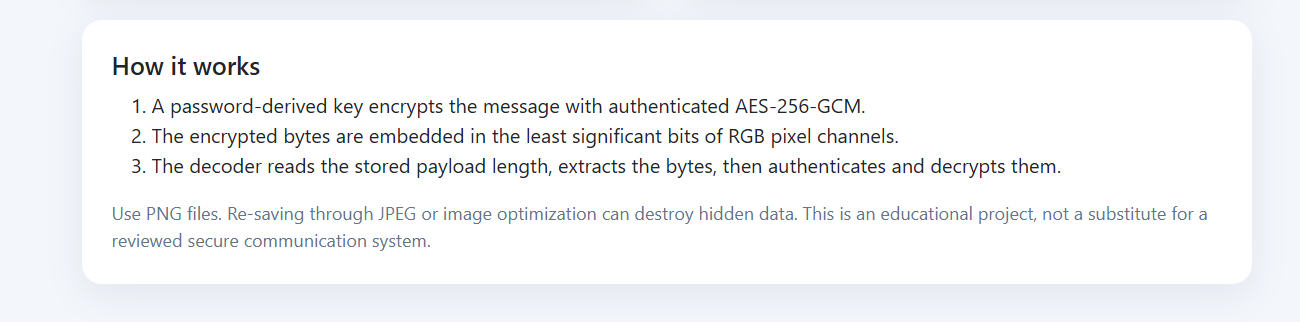 How it works
1. A password-derived key encrypts the message with authenticated AES-256-GCM.
2. The encrypted bytes are embedded in the least significant bits of RGB pixel channels.
3. The decoder reads the stored payload length, extracts the bytes, then authenticates and decrypts them.
Use PNG files. Re-saving through JPEG or image optimization can destroy hidden data. This is an educational project, not a substitute for a
reviewed secure communication system.